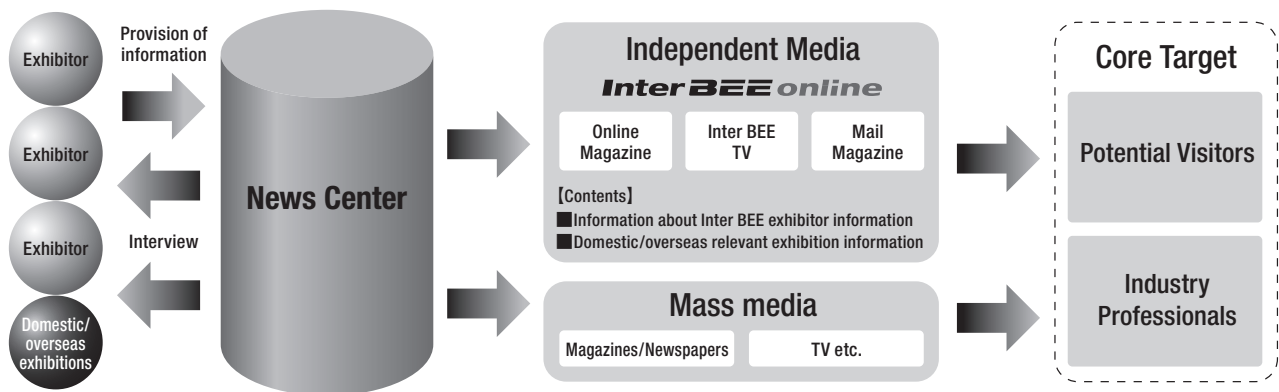 Exhibitor
Exhibitor
Exhibitor
Domestic/
overseas
exhibitions
Provision of
information
Interview
News Center
Independent Media
Inter BEE online
Online
Magazine
Inter BEE
TV
Mail
Magazine
【Contents】
■Information about Inter BEE exhibitor information
■Domestic/overseas relevant exhibition information
Mass media
Magazines/Newspapers
TV etc.
Core Target
Potential Visitors
Industry
Professionals